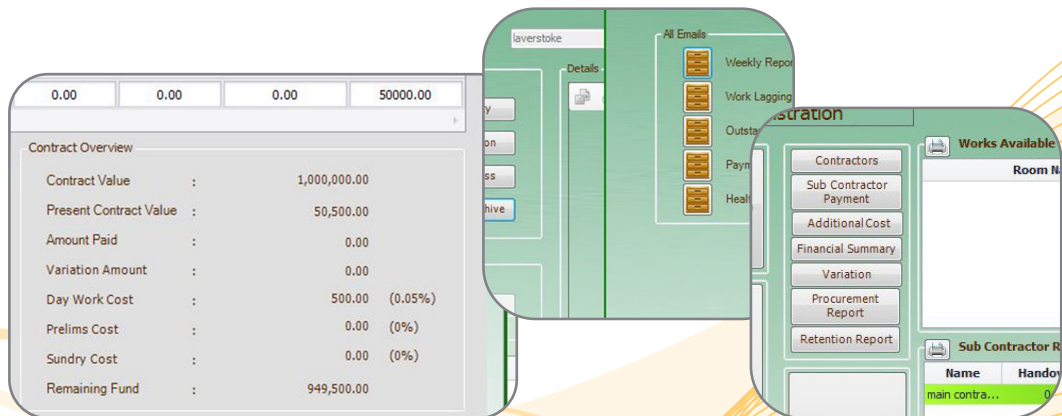 0.00 0.00 0.00 50000.00
Contract Overview
Contract Value : 1,000,000.00
Present Contract Value : 50,500.00
Amount Paid : 0.00
Variation Amount : 0.00
Day Work Cost : 500.00 (0.05%)
Prelims Cost : 0.00 (0%)
Sundry Cost : 0.00 (0%)
Remaining Fund : 949,500.00
laverstoke
Details
All Emails
Weekly Repor
Work Lagging
Outsta
Paym
Healt
Contractors
Sub Contractor
Payment
Additional Cost
Financial Summary
Variation
Procurement
Report
Retention Report
Works Available
Room N
Sub Contractor R
Name Handov
main contra... 0